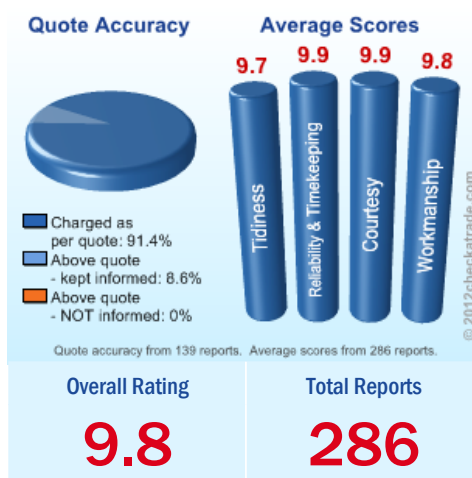 Quote Accuracy
Charged as
per quote: 91.4%
Above quote
- kept informed: 8.6%
Above quote
- NOT informed: 0%
Average Scores
9.7
9.9
9.9
9.8
Tidiness
Reliability & Timekeeping
Courtesy
Workmanship
© 2012checkatrade.com
Quote accuracy from 139 reports. Average scores from 286 reports.
Overall Rating
9.8
Total Reports
286